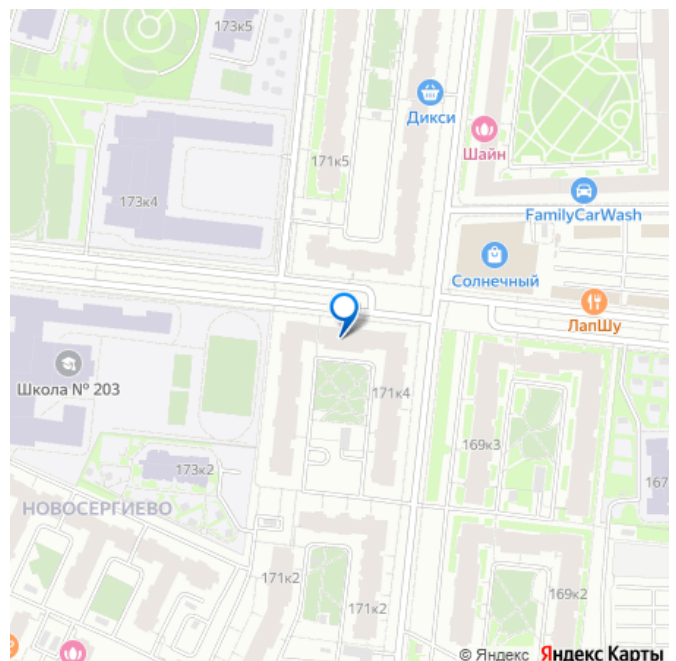 173к5
Дикси
Шайн
171к5
173к4
FamilyCarWash
Солнечный
ЛапШу
Школа № 203
171к4
169к3
173к2
167
НОВОСЕРГИЕВО
171к2
171к2
169к2
© Яндекс Яндекс Карты